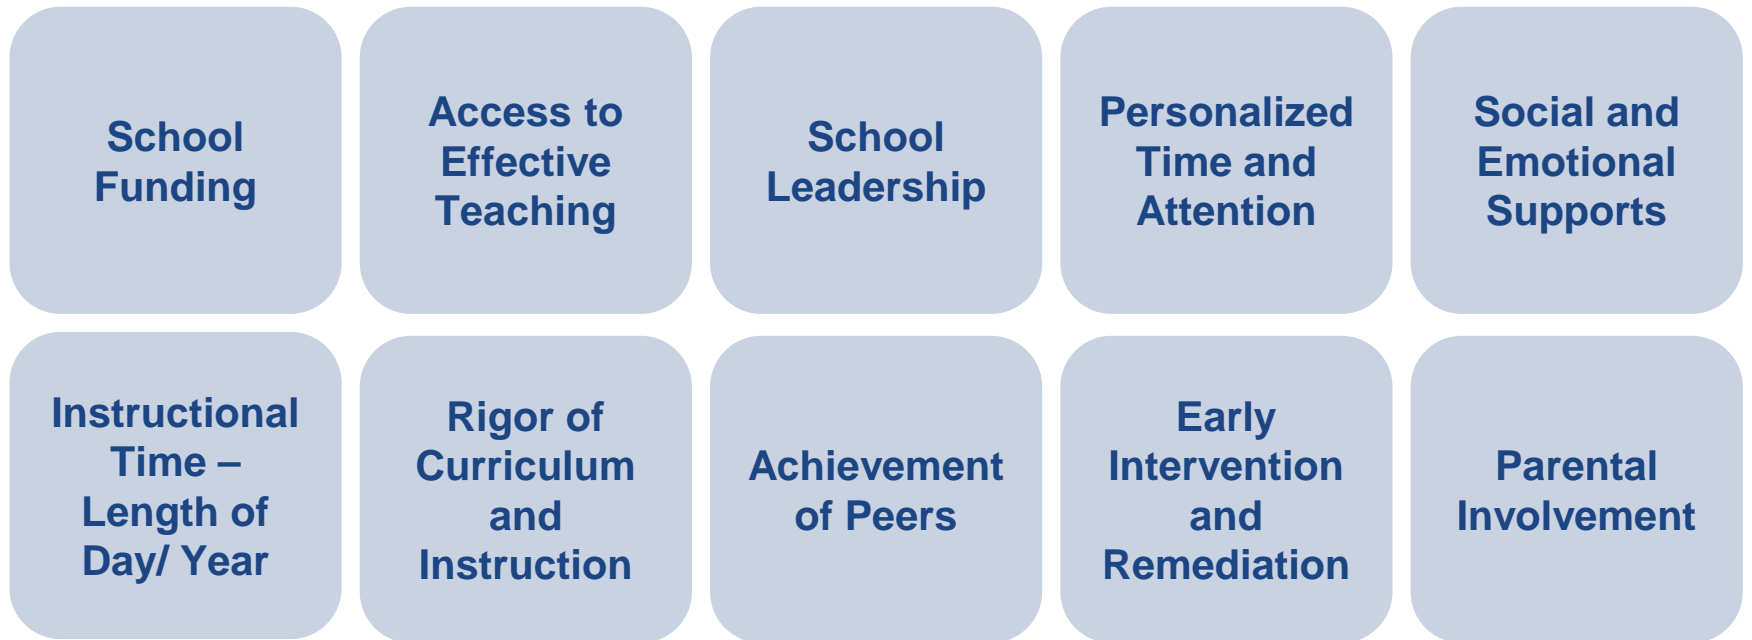 School
Funding
Access to
Effective
Teaching
School
Leadership
Personalized
Time and
Attention
Social and
Emotional
Supports
Instructional
Time –
Length of
Day/ Year
Rigor of
Curriculum
and
Instruction
Achievement
of Peers
Early
Intervention
and
Remediation
Parental
Involvement